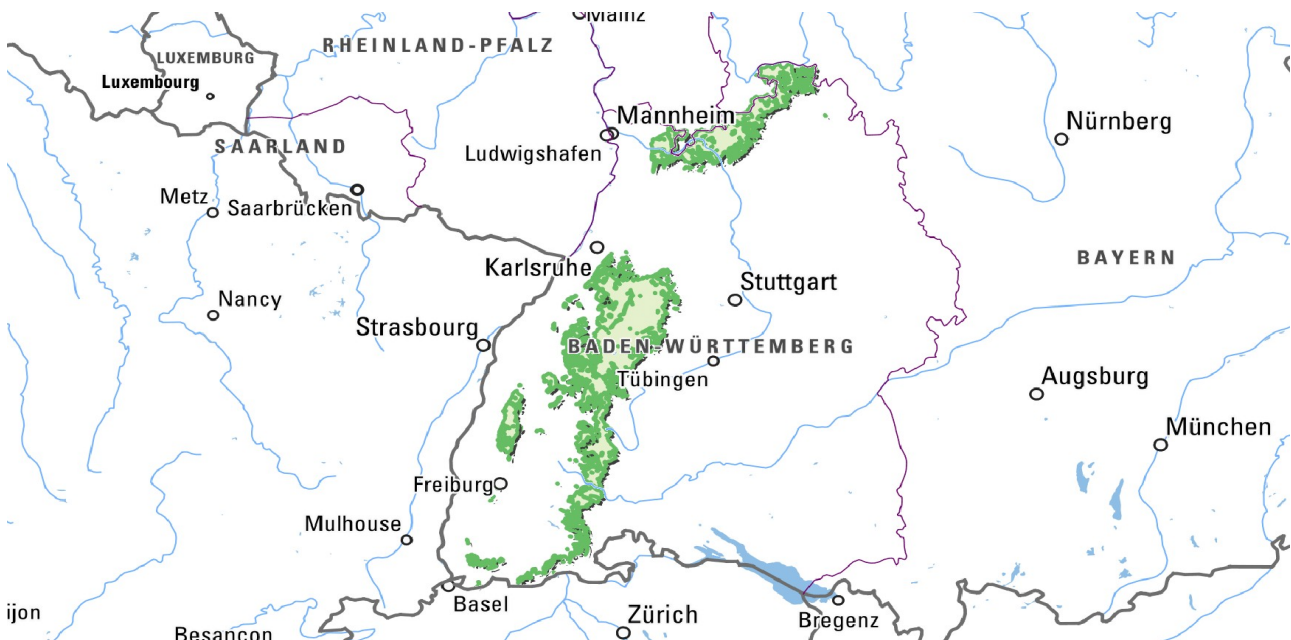 Mainz
RHEINLAND-PFALZ
LUXEMBURG
Luxembourg
Mannheim
Nürnberg
SAARLAND
Ludwigshafen
Metz
Saarbrücken
Karlsruhe
BAYERN
Stuttgart
Nancy
Strasbourg
BADEN-WÜRTTEMBERG
Tübingen
Augsburg
München
Freiburg
Mulhouse
Basel
ijon
Zürich
Bregenz
Besançon